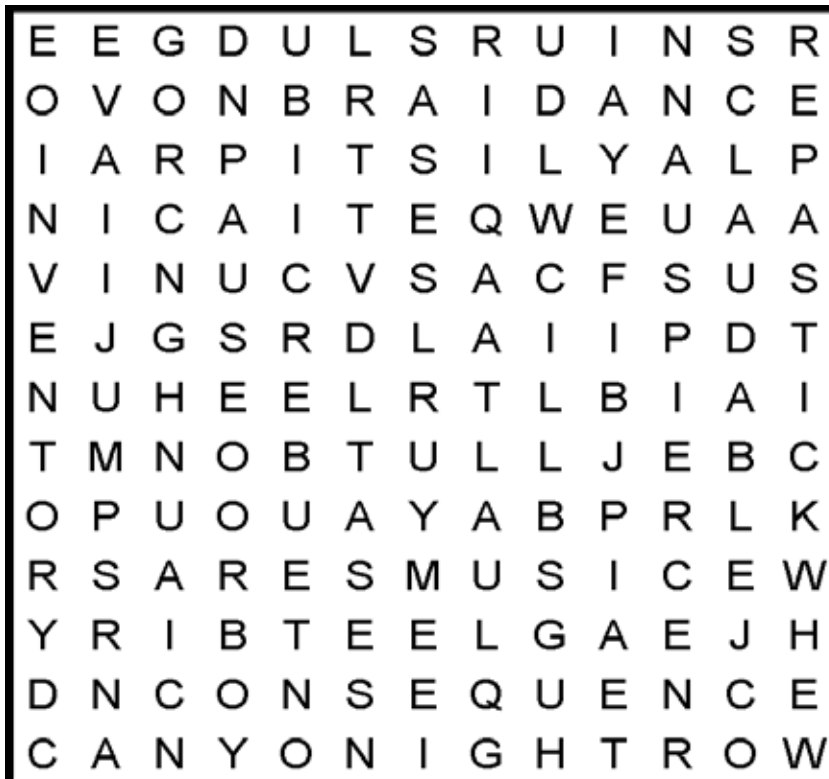 E E G D U L S R U I N S R
O V O N B R A I D A N C E
I A R P I T S I L Y A L P
N I C A I T E Q W E U A A
V I N U C V S A C F S U S
E J G S R D L A I I P D T
N U H E E L R T L B I A I
T M N O B T U L L J E B C
O P U O U A Y A B P R L K
R S A R E S M U S I C E W
Y R I B T E E L G A E J H
D N C O N S E Q U E N C E
C A N Y O N I G H T R O W